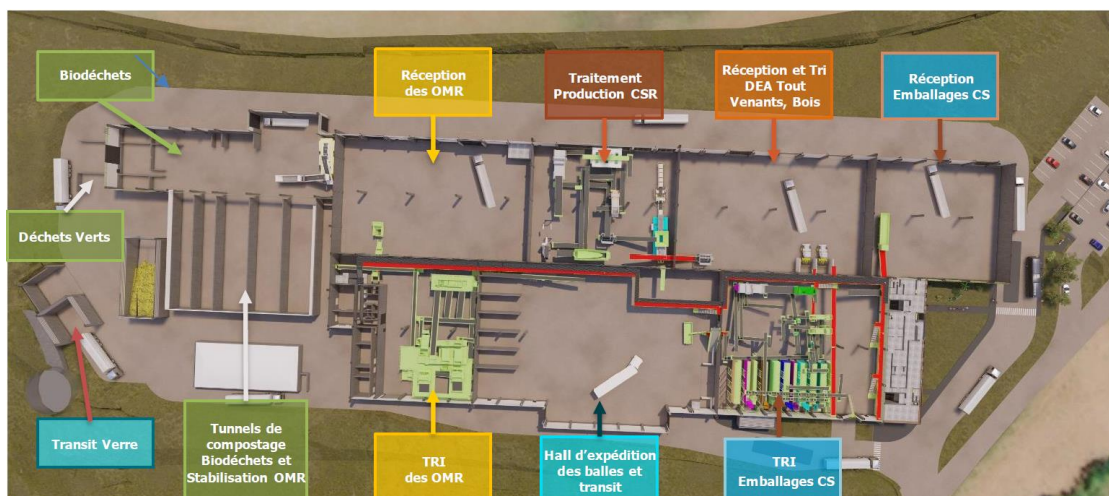 Biodéchets
Réception
des OMR
Traitement
Production CSR
Réception et Tri
DEA Tout
Venants, Bois
Réception
Emballages CS
Déchets Verts
Transit Verre
Tunnels de
compostage
Biodéchets et
Stabilisation OMR
TRI
des OMR
Hall d'expédition
des balles et
transit
TRI
Emballages CS